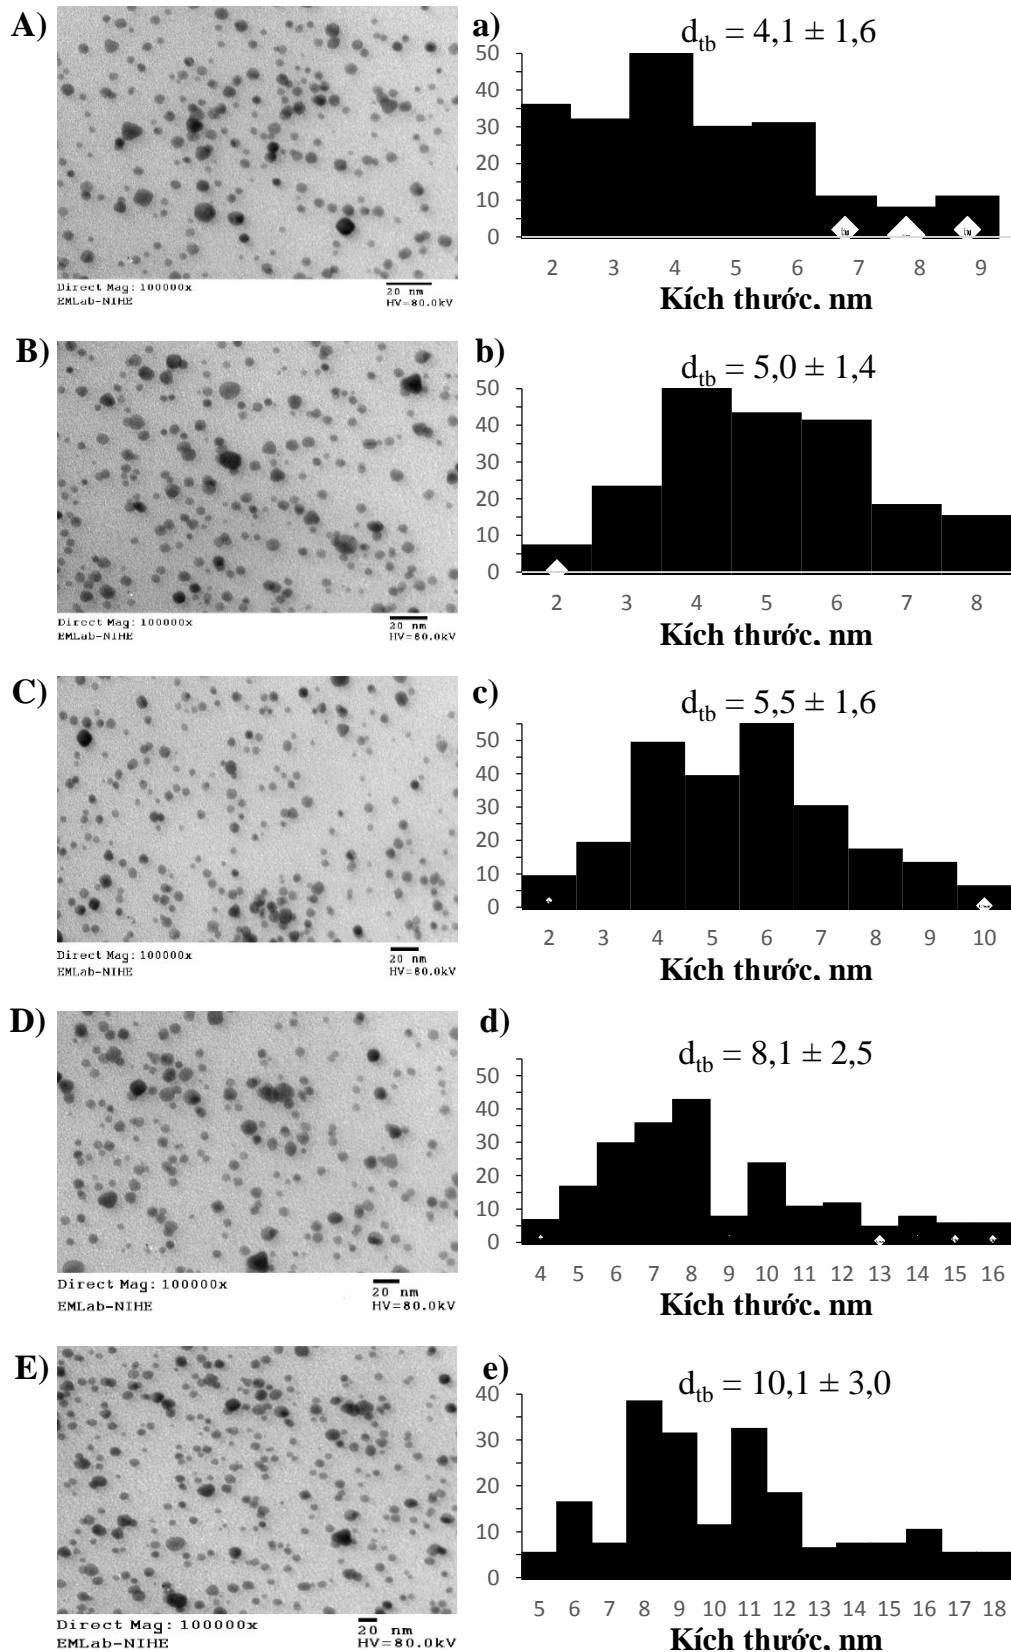 A)
Direct Mag: 100000x
EMLab-NIHE
20 nm
HV=80.0kV
a)
d_tb = 4,1 ± 1,6
50
40
30
20
10
0
2 3 4 5 6 7 8 9
Kích thước, nm
B)
Direct Mag: 100000x
EMLab-NIHE
20 nm
HV=80.0kV
b)
d_tb = 5,0 ± 1,4
50
40
30
20
10
0
2 3 4 5 6 7 8
Kích thước, nm
C)
Direct Mag: 100000x
EMLab-NIHE
20 nm
HV=80.0kV
c)
d_tb = 5,5 ± 1,6
50
40
30
20
10
0
2 3 4 5 6 7 8 9 10
Kích thước, nm
D)
Direct Mag: 100000x
EMLab-NIHE
20 nm
HV=80.0kV
d)
d_tb = 8,1 ± 2,5
50
40
30
20
10
0
4 5 6 7 8 9 10 11 12 13 14 15 16
Kích thước, nm
E)
Direct Mag: 100000x
EMLab-NIHE
20 nm
HV=80.0kV
e)
d_tb = 10,1 ± 3,0
40
30
20
10
0
5 6 7 8 9 10 11 12 13 14 15 16 17 18
Kích thước, nm